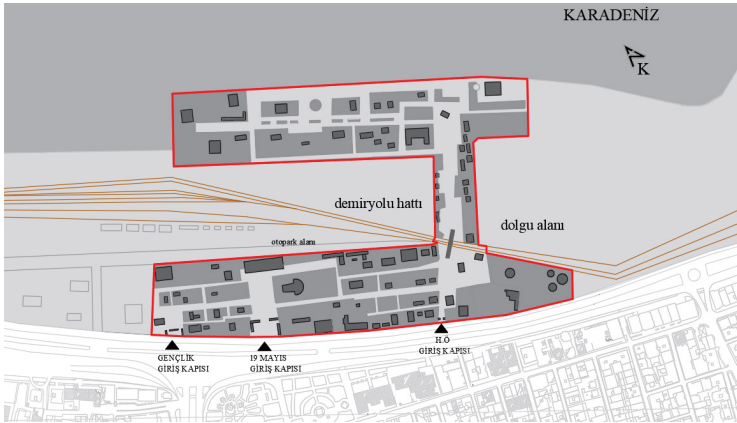 KARADENİZ
K
demiryolu hattı
dolgu alanı
otopark alanı
GENÇLİK
GİRİŞ KAPISI
19 MAYIS
GİRİŞ KAPISI
H.Ö
GİRİŞ KAPISI